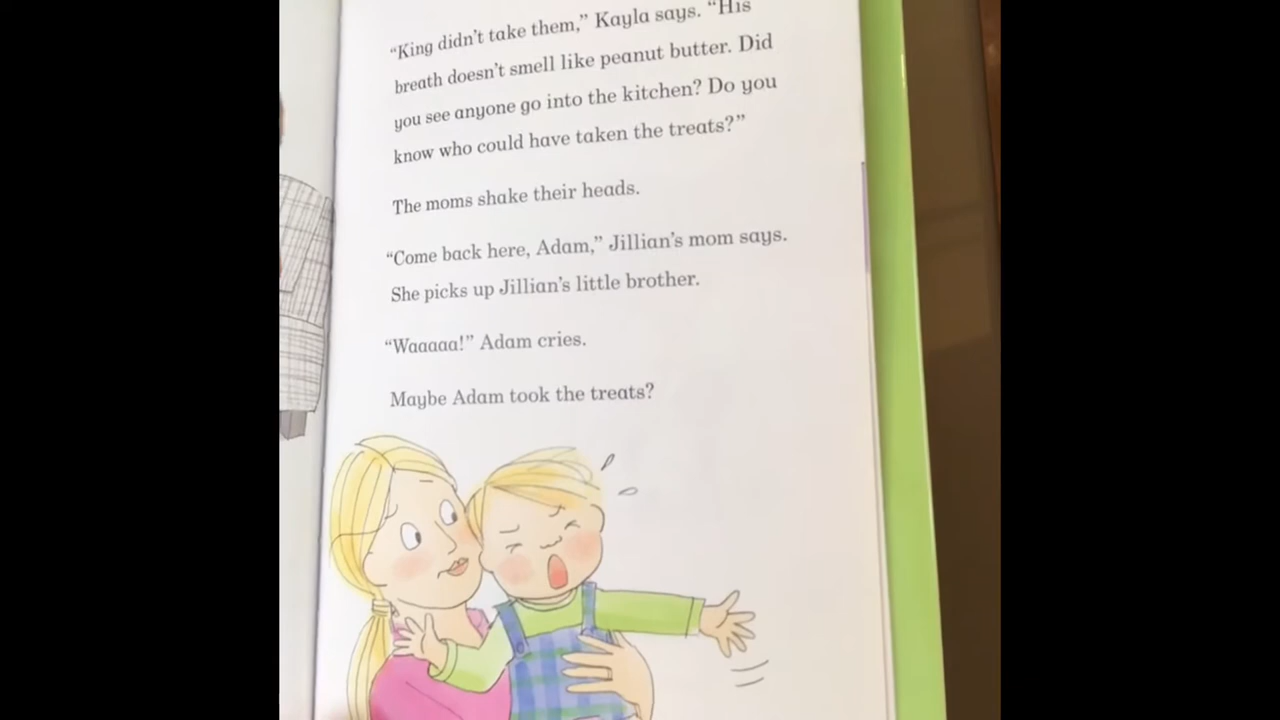 “King didn’t take them,” Kayla says. “His
breath doesn’t smell like peanut butter. Did
you see anyone go into the kitchen? Do you
know who could have taken the treats?”
The moms shake their heads.
“Come back here, Adam,” Jillian’s mom says.
She picks up Jillian’s little brother.
“Waaaaa!” Adam cries.
Maybe Adam took the treats?